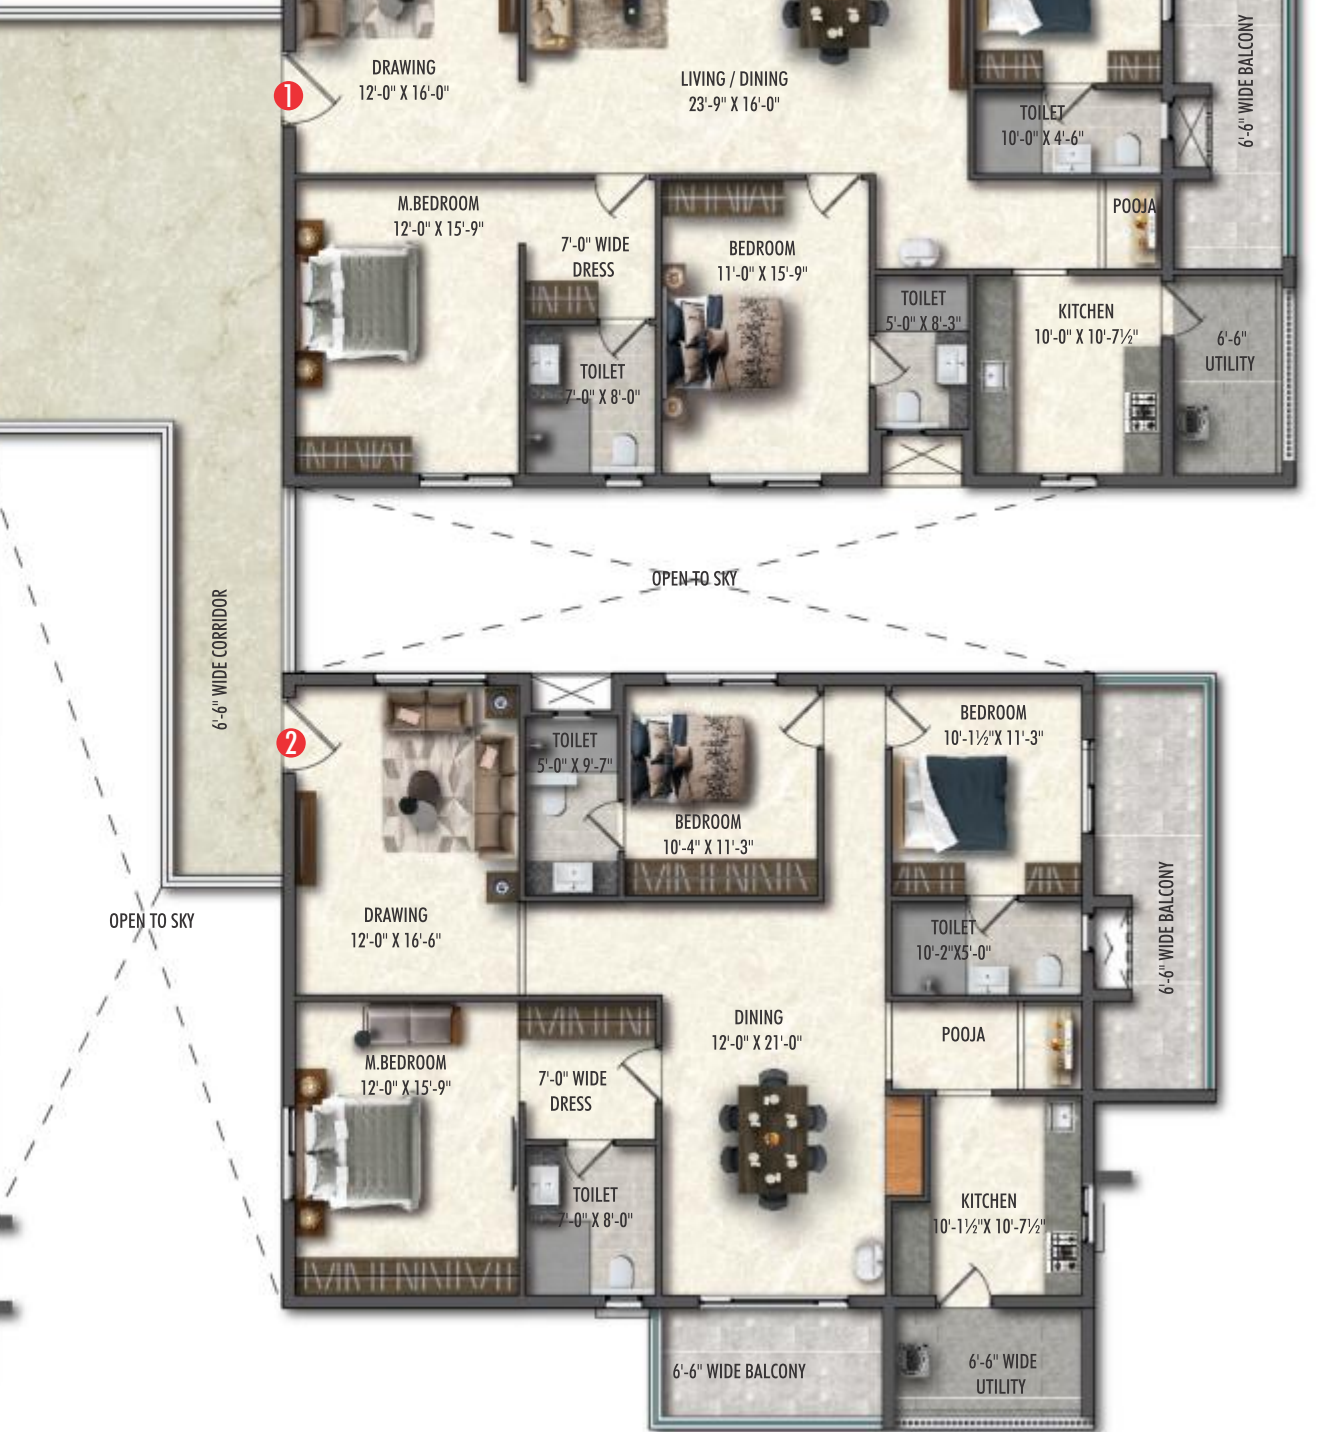 DRAWING
12'-0" X 16'-0"
1
LIVING / DINING
23'-9" X 16'-0"
TOILET
10'-0" X 4'-6"
6'-6" WIDE BALCONY
M.BEDROOM
12'-0" X 15'-9"
7'-0" WIDE
DRESS
BEDROOM
11'-0" X 15'-9"
POOJA
TOILET
5'-0" X 8'-3"
KITCHEN
10'-0" X 10'-7½"
6'-6"
UTILITY
TOILET
7'-0" X 8'-0"
OPEN TO SKY
6'-6" WIDE CORRIDOR
2
TOILET
5'-0" X 9'-7"
BEDROOM
10'-4" X 11'-3"
BEDROOM
10'-1½"X 11'-3"
6'-6" WIDE BALCONY
DRAWING
12'-0" X 16'-6"
OPEN TO SKY
TOILET
10'-2"X5'-0"
DINING
12'-0" X 21'-0"
POOJA
M.BEDROOM
12'-0" X 15'-9"
7'-0" WIDE
DRESS
TOILET
7'-0" X 8'-0"
KITCHEN
10'-1½"X 10'-7½"
6'-6" WIDE BALCONY
6'-6" WIDE
UTILITY